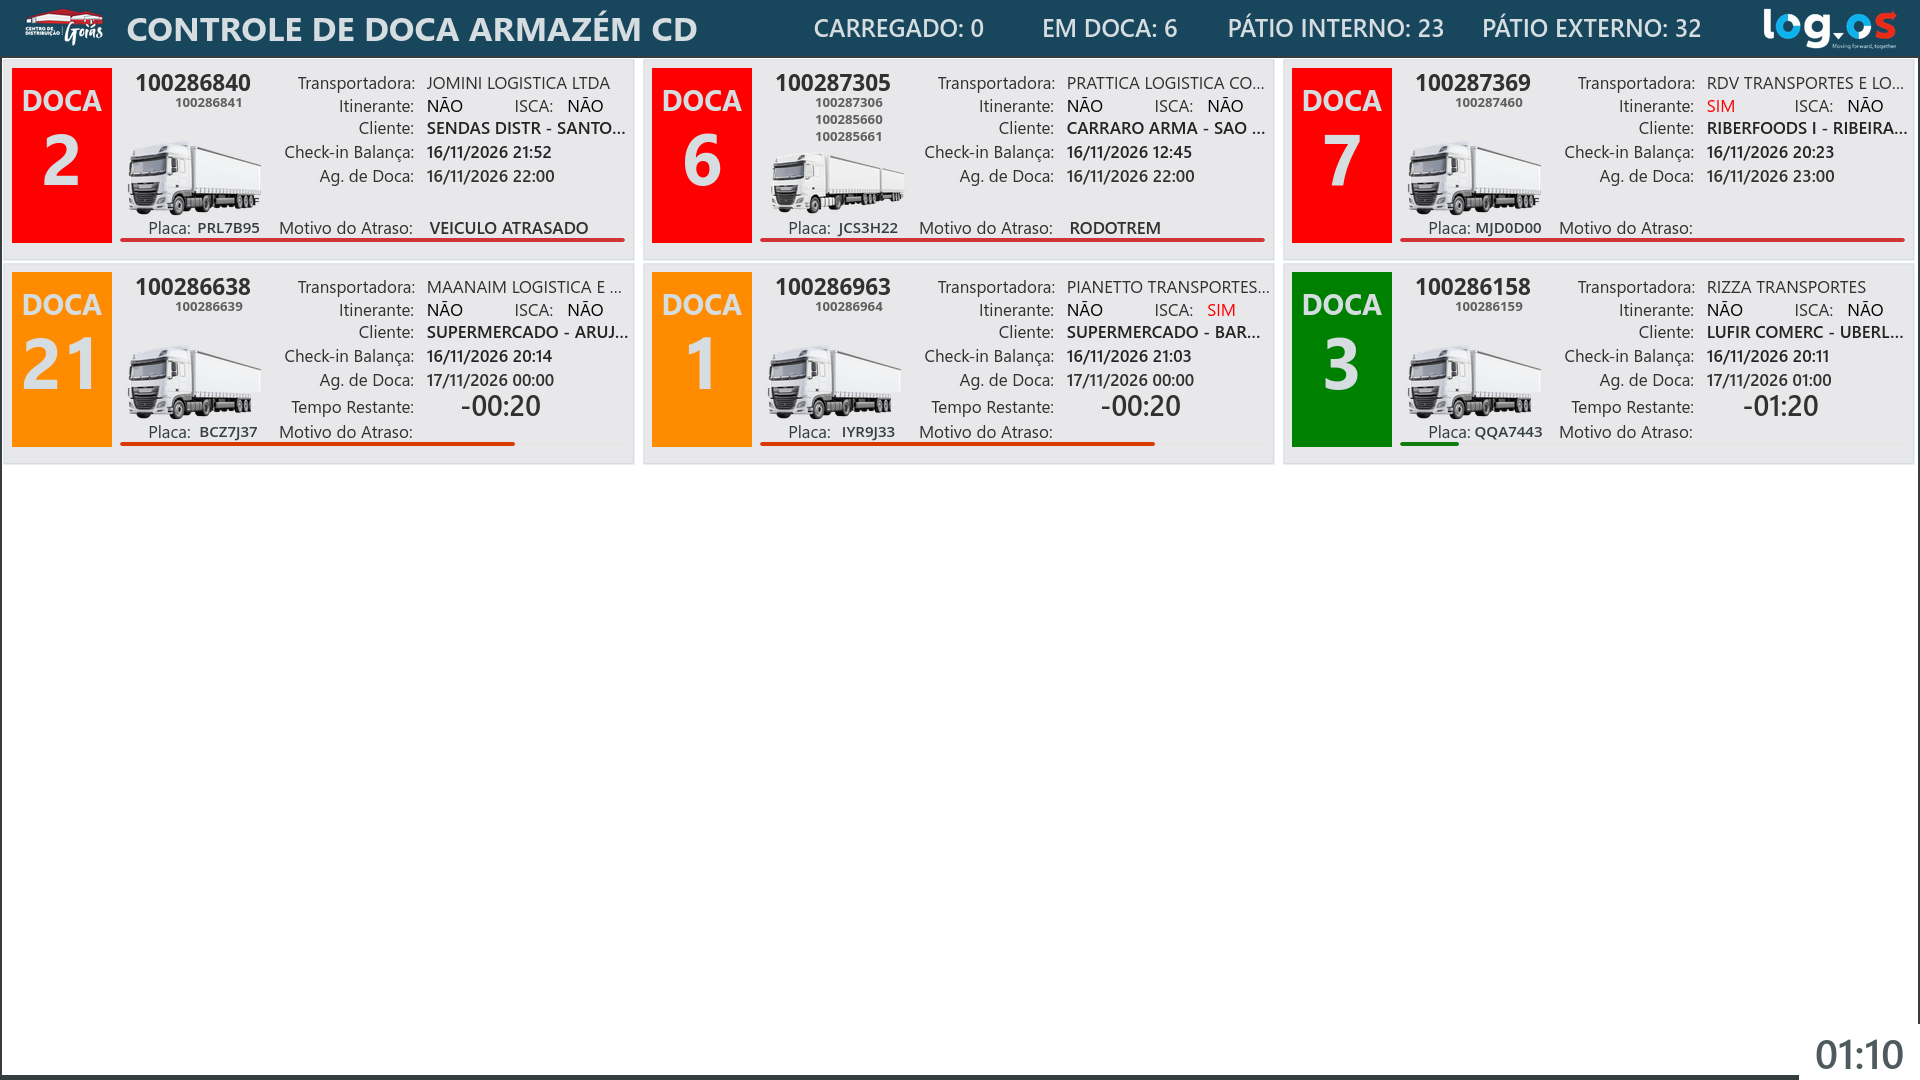 CENTRO DE DISTRIBUIÇÃO Goiás
CONTROLE DE DOCA ARMAZÉM CD
CARREGADO: 0
EM DOCA: 6
PÁTIO INTERNO: 23
PÁTIO EXTERNO: 32
log.os
Moving forward, together
DOCA
2
100286840
100286841
Transportadora: JOMINI LOGISTICA LTDA
Itinerante: NÃO ISCA: NÃO
Cliente: SENDAS DISTR - SANTO...
Check-in Balança: 16/11/2026 21:52
Ag. de Doca: 16/11/2026 22:00
Placa: PRL7B95 Motivo do Atraso: VEICULO ATRASADO
DOCA
6
100287305
100287306
100285660
100285661
Transportadora: PRATTICA LOGISTICA CO...
Itinerante: NÃO ISCA: NÃO
Cliente: CARRARO ARMA - SAO ...
Check-in Balança: 16/11/2026 12:45
Ag. de Doca: 16/11/2026 22:00
Placa: JCS3H22 Motivo do Atraso: RODOTREM
DOCA
7
100287369
100287460
Transportadora: RDV TRANSPORTES E LO...
Itinerante: SIM ISCA: NÃO
Cliente: RIBERFOODS I - RIBEIRA...
Check-in Balança: 16/11/2026 20:23
Ag. de Doca: 16/11/2026 23:00
Placa: MJD0D00 Motivo do Atraso:
DOCA
21
100286638
100286639
Transportadora: MAANAIM LOGISTICA E ...
Itinerante: NÃO ISCA: NÃO
Cliente: SUPERMERCADO - ARUJ...
Check-in Balança: 16/11/2026 20:14
Ag. de Doca: 17/11/2026 00:00
Tempo Restante: -00:20
Placa: BCZ7J37 Motivo do Atraso:
DOCA
1
100286963
100286964
Transportadora: PIANETTO TRANSPORTES...
Itinerante: NÃO ISCA: SIM
Cliente: SUPERMERCADO - BAR...
Check-in Balança: 16/11/2026 21:03
Ag. de Doca: 17/11/2026 00:00
Tempo Restante: -00:20
Placa: IYR9J33 Motivo do Atraso:
DOCA
3
100286158
100286159
Transportadora: RIZZA TRANSPORTES
Itinerante: NÃO ISCA: NÃO
Cliente: LUFIR COMERC - UBERL...
Check-in Balança: 16/11/2026 20:11
Ag. de Doca: 17/11/2026 01:00
Tempo Restante: -01:20
Placa: QQA7443 Motivo do Atraso:
01:10